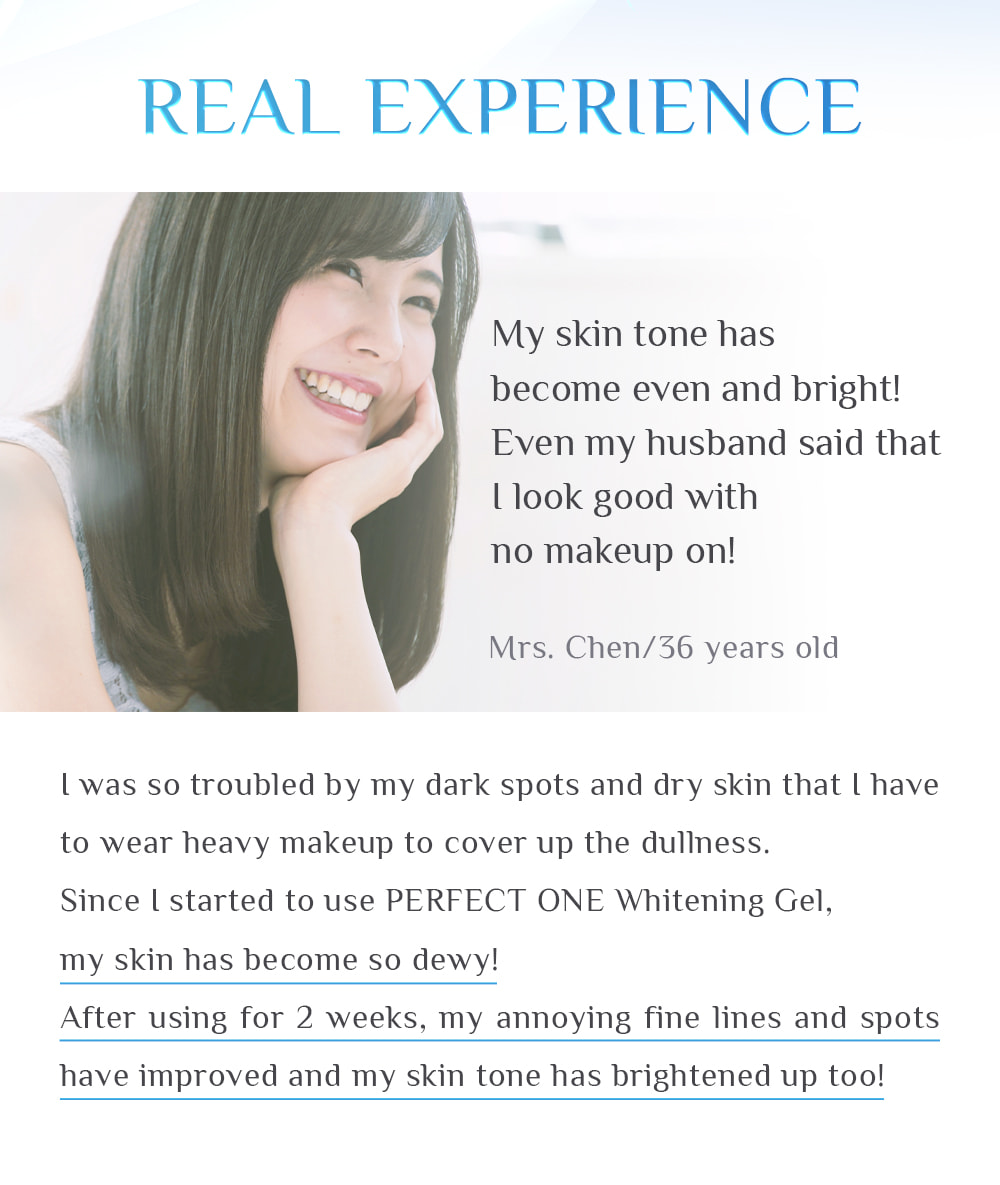 REAL EXPERIENCE
My skin tone has
become even and bright!
Even my husband said that
I look good with
no makeup on!
Mrs. Chen/36 years old
I was so troubled by my dark spots and dry skin that I have
to wear heavy makeup to cover up the dullness.
Since I started to use PERFECT ONE Whitening Gel,
my skin has become so dewy!
After using for 2 weeks, my annoying fine lines and spots
have improved and my skin tone has brightened up too!